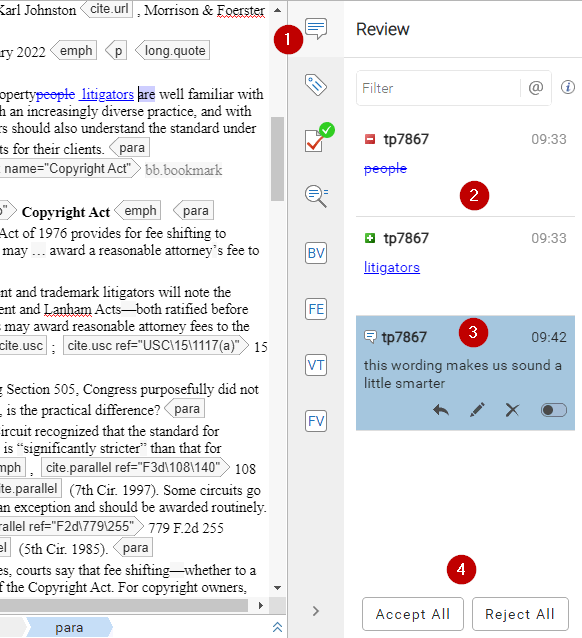 Karl Johnston cite.url , Morrison & Foerster
ry 2022 emph p long.quote
opertypeople litigators are well familiar with
h an increasingly diverse practice, and with
rs should also understand the standard under
ts for their clients. para
name="Copyright Act" bb.bookmark
Copyright Act emph para
Act of 1976 provides for fee shifting to
may … award a reasonable attorney’s fee to
nt and trademark litigators will note the
ent and Lanham Acts—both ratified before
s may award reasonable attorney fees to the
cite.usc ; cite.usc ref="USC\15\1117(a)" 15
g Section 505, Congress purposefully did not
, is the practical difference? para
ircuit recognized that the standard for
is “significantly stricter” than that for
mph , cite.parallel ref="F3d\108\140" 108
ite.parallel (7th Cir. 1997). Some circuits go
an exception and should be awarded routinely.
rallel ref="F2d\779\255" 779 F.2d 255
el (5th Cir. 1985). para
es, courts say that fee shifting—whether to a
of the Copyright Act. For copyright owners,
para
1
BV
FE
VT
FV
Review
Filter @
tp7867 09:33
people
2
tp7867 09:33
litigators
3
tp7867 09:42
this wording makes us sound a
little smarter
4
Accept All Reject All